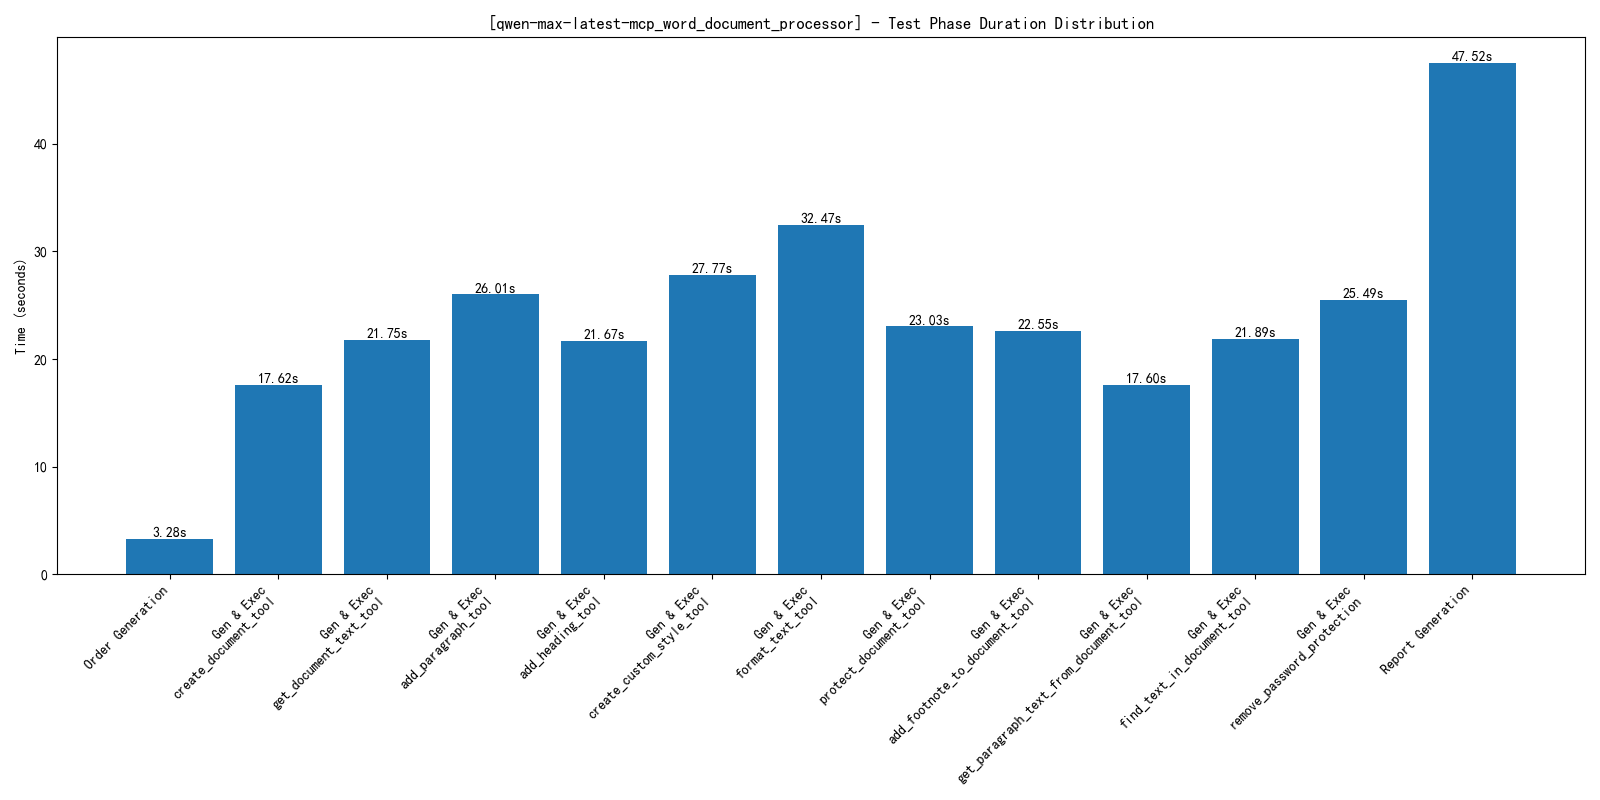 [qwen-max-latest-mcp_word_document_processor] - Test Phase Duration Distribution
Time (seconds)
40
30
20
10
0
3.28s
17.62s
21.75s
26.01s
21.67s
27.77s
32.47s
23.03s
22.55s
17.60s
21.89s
25.49s
47.52s
Order Generation
Gen & Exec
create_document_tool
Gen & Exec
get_document_text_tool
Gen & Exec
add_paragraph_tool
Gen & Exec
add_heading_tool
Gen & Exec
create_custom_style_tool
Gen & Exec
format_text_tool
Gen & Exec
protect_document_tool
Gen & Exec
add_footnote_to_document_tool
Gen & Exec
get_paragraph_text_from_document_tool
Gen & Exec
find_text_in_document_tool
Gen & Exec
remove_password_protection
Report Generation